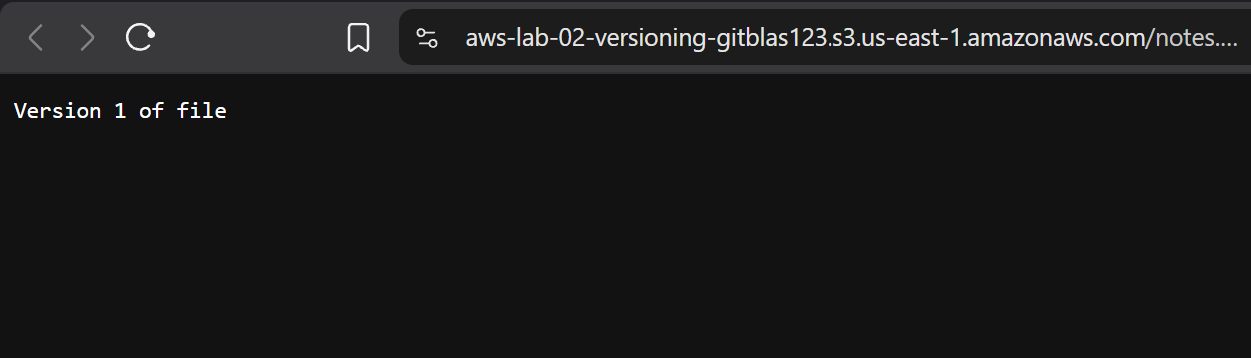 aws-lab-02-versioning-gitblas123.s3.us-east-1.amazonaws.com/notes....
Version 1 of file